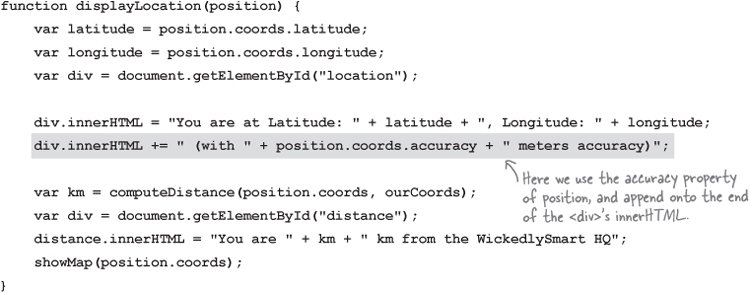 function displayLocation(position) {
var latitude = position.coords.latitude;
var longitude = position.coords.longitude;
var div = document.getElementById("location");
div.innerHTML = "You are at Latitude: " + latitude + ", Longitude: " + longitude;
div.innerHTML += " (with " + position.coords.accuracy + " meters accuracy)";
Here we use the accuracy property
of position, and append onto the end
of the <div>'s innerHTML.
var km = computeDistance(position.coords, ourCoords);
var div = document.getElementById("distance");
distance.innerHTML = "You are " + km + " km from the WickedlySmart HQ";
showMap(position.coords);
}